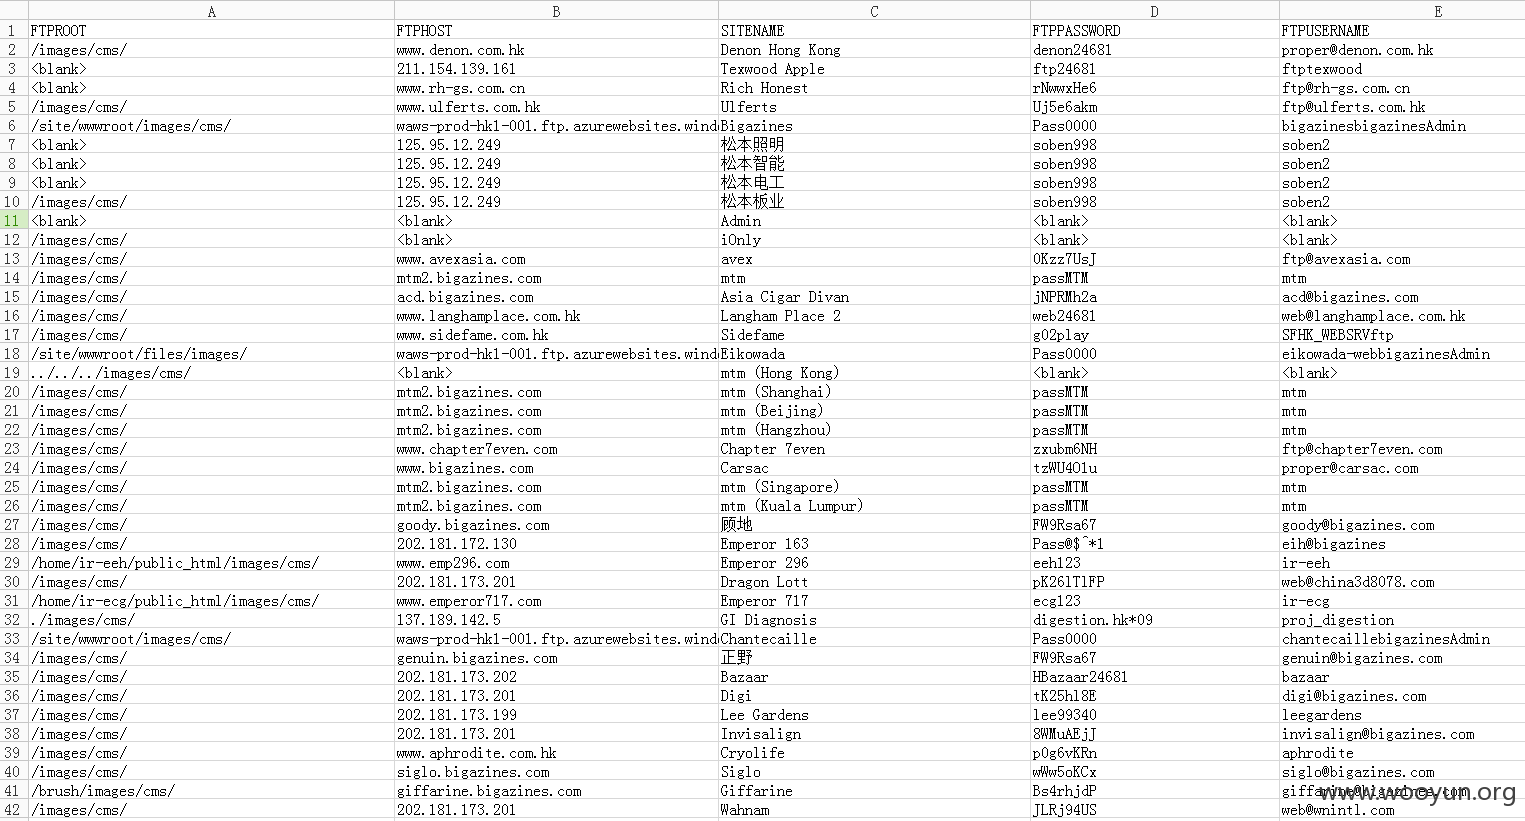 A B C D E
1 FTPROOT FTPHOST SITENAME FTPPASSWORD FTPUSERNAME
2 /images/cms/ www.denon.com.hk Denon Hong Kong denon24681 proper@denon.com.hk
3 <blank> 211.154.139.161 Texwood Apple ftp24681 ftptexwood
4 <blank> www.rh-gs.com.cn Rich Honest rNwwxHe6 ftp@rh-gs.com.cn
5 /images/cms/ www.ulferts.com.hk Ulferts Uj5e6akm ftp@ulferts.com.hk
6 /site/wwwroot/images/cms/ waws-prod-hk1-001.ftp.azurewebsites.wind Bigazines Pass0000 bigazinesbigazinesAdmin
7 <blank> 125.95.12.249 松本照明 soben998 soben2
8 <blank> 125.95.12.249 松本智能 soben998 soben2
9 <blank> 125.95.12.249 松本电工 soben998 soben2
10 /images/cms/ 125.95.12.249 松本板业 soben998 soben2
11 <blank> <blank> Admin <blank> <blank>
12 /images/cms/ <blank> iOnly <blank> <blank>
13 /images/cms/ www.avexasia.com avex 0Kzz7UsJ ftp@avexasia.com
14 /images/cms/ mtm2.bigazines.com mtm passMTM mtm
15 /images/cms/ acd.bigazines.com Asia Cigar Divan jNPRMh2a acd@bigazines.com
16 /images/cms/ www.langhamplace.com.hk Langham Place 2 web24681 web@langhamplace.com.hk
17 /images/cms/ www.sidefame.com.hk Sidefame g02play SFHK_WEBSRVftp
18 /site/wwwroot/files/images/ waws-prod-hk1-001.ftp.azurewebsites.wind Eikowada Pass0000 eikowada-webbigazinesAdmin
19 ../../../images/cms/ <blank> mtm (Hong Kong) <blank> <blank>
20 /images/cms/ mtm2.bigazines.com mtm (Shanghai) passMTM mtm
21 /images/cms/ mtm2.bigazines.com mtm (Beijing) passMTM mtm
22 /images/cms/ mtm2.bigazines.com mtm (Hangzhou) passMTM mtm
23 /images/cms/ www.chapter7even.com Chapter 7even zxubm6NH ftp@chapter7even.com
24 /images/cms/ www.bigazines.com Carsac tzWU4Olu proper@carsac.com
25 /images/cms/ mtm2.bigazines.com mtm (Singapore) passMTM mtm
26 /images/cms/ mtm2.bigazines.com mtm (Kuala Lumpur) passMTM mtm
27 /images/cms/ goody.bigazines.com 顾地 FW9Rsa67 goody@bigazines.com
28 /images/cms/ 202.181.172.130 Emperor 163 Pass@$^*1 eih@bigazines
29 /home/ir-eeh/public_html/images/cms/ www.emp296.com Emperor 296 eeh123 ir-eeh
30 /images/cms/ 202.181.173.201 Dragon Lott pK26lTlFP web@china3d8078.com
31 /home/ir-ecg/public_html/images/cms/ www.emperor717.com Emperor 717 ecg123 ir-ecg
32 ./images/cms/ 137.189.142.5 GI Diagnosis digestion.hk*09 proj_digestion
33 /site/wwwroot/images/cms/ waws-prod-hk1-001.ftp.azurewebsites.wind Chantecaille Pass0000 chantecaillebigazinesAdmin
34 /images/cms/ genuin.bigazines.com 正野 FW9Rsa67 genuin@bigazines.com
35 /images/cms/ 202.181.173.202 Bazaar HBazaar24681 bazaar
36 /images/cms/ 202.181.173.201 Digi tK25hl8E digi@bigazines.com
37 /images/cms/ 202.181.173.199 Lee Gardens lee99340 leegardens
38 /images/cms/ 202.181.173.201 Invisalign 8WMuAEjJ invisalign@bigazines.com
39 /images/cms/ www.aphrodite.com.hk Cryolife p0g6vKRn aphrodite
40 /images/cms/ siglo.bigazines.com Siglo wWw5oKCx siglo@bigazines.com
41 /brush/images/cms/ giffarine.bigazines.com Giffarine Bs4rhjdP giffarine@bigazines.com
42 /images/cms/ 202.181.173.201 Wahnam JLRj94US web@wnintl.com
www.wooyun.org